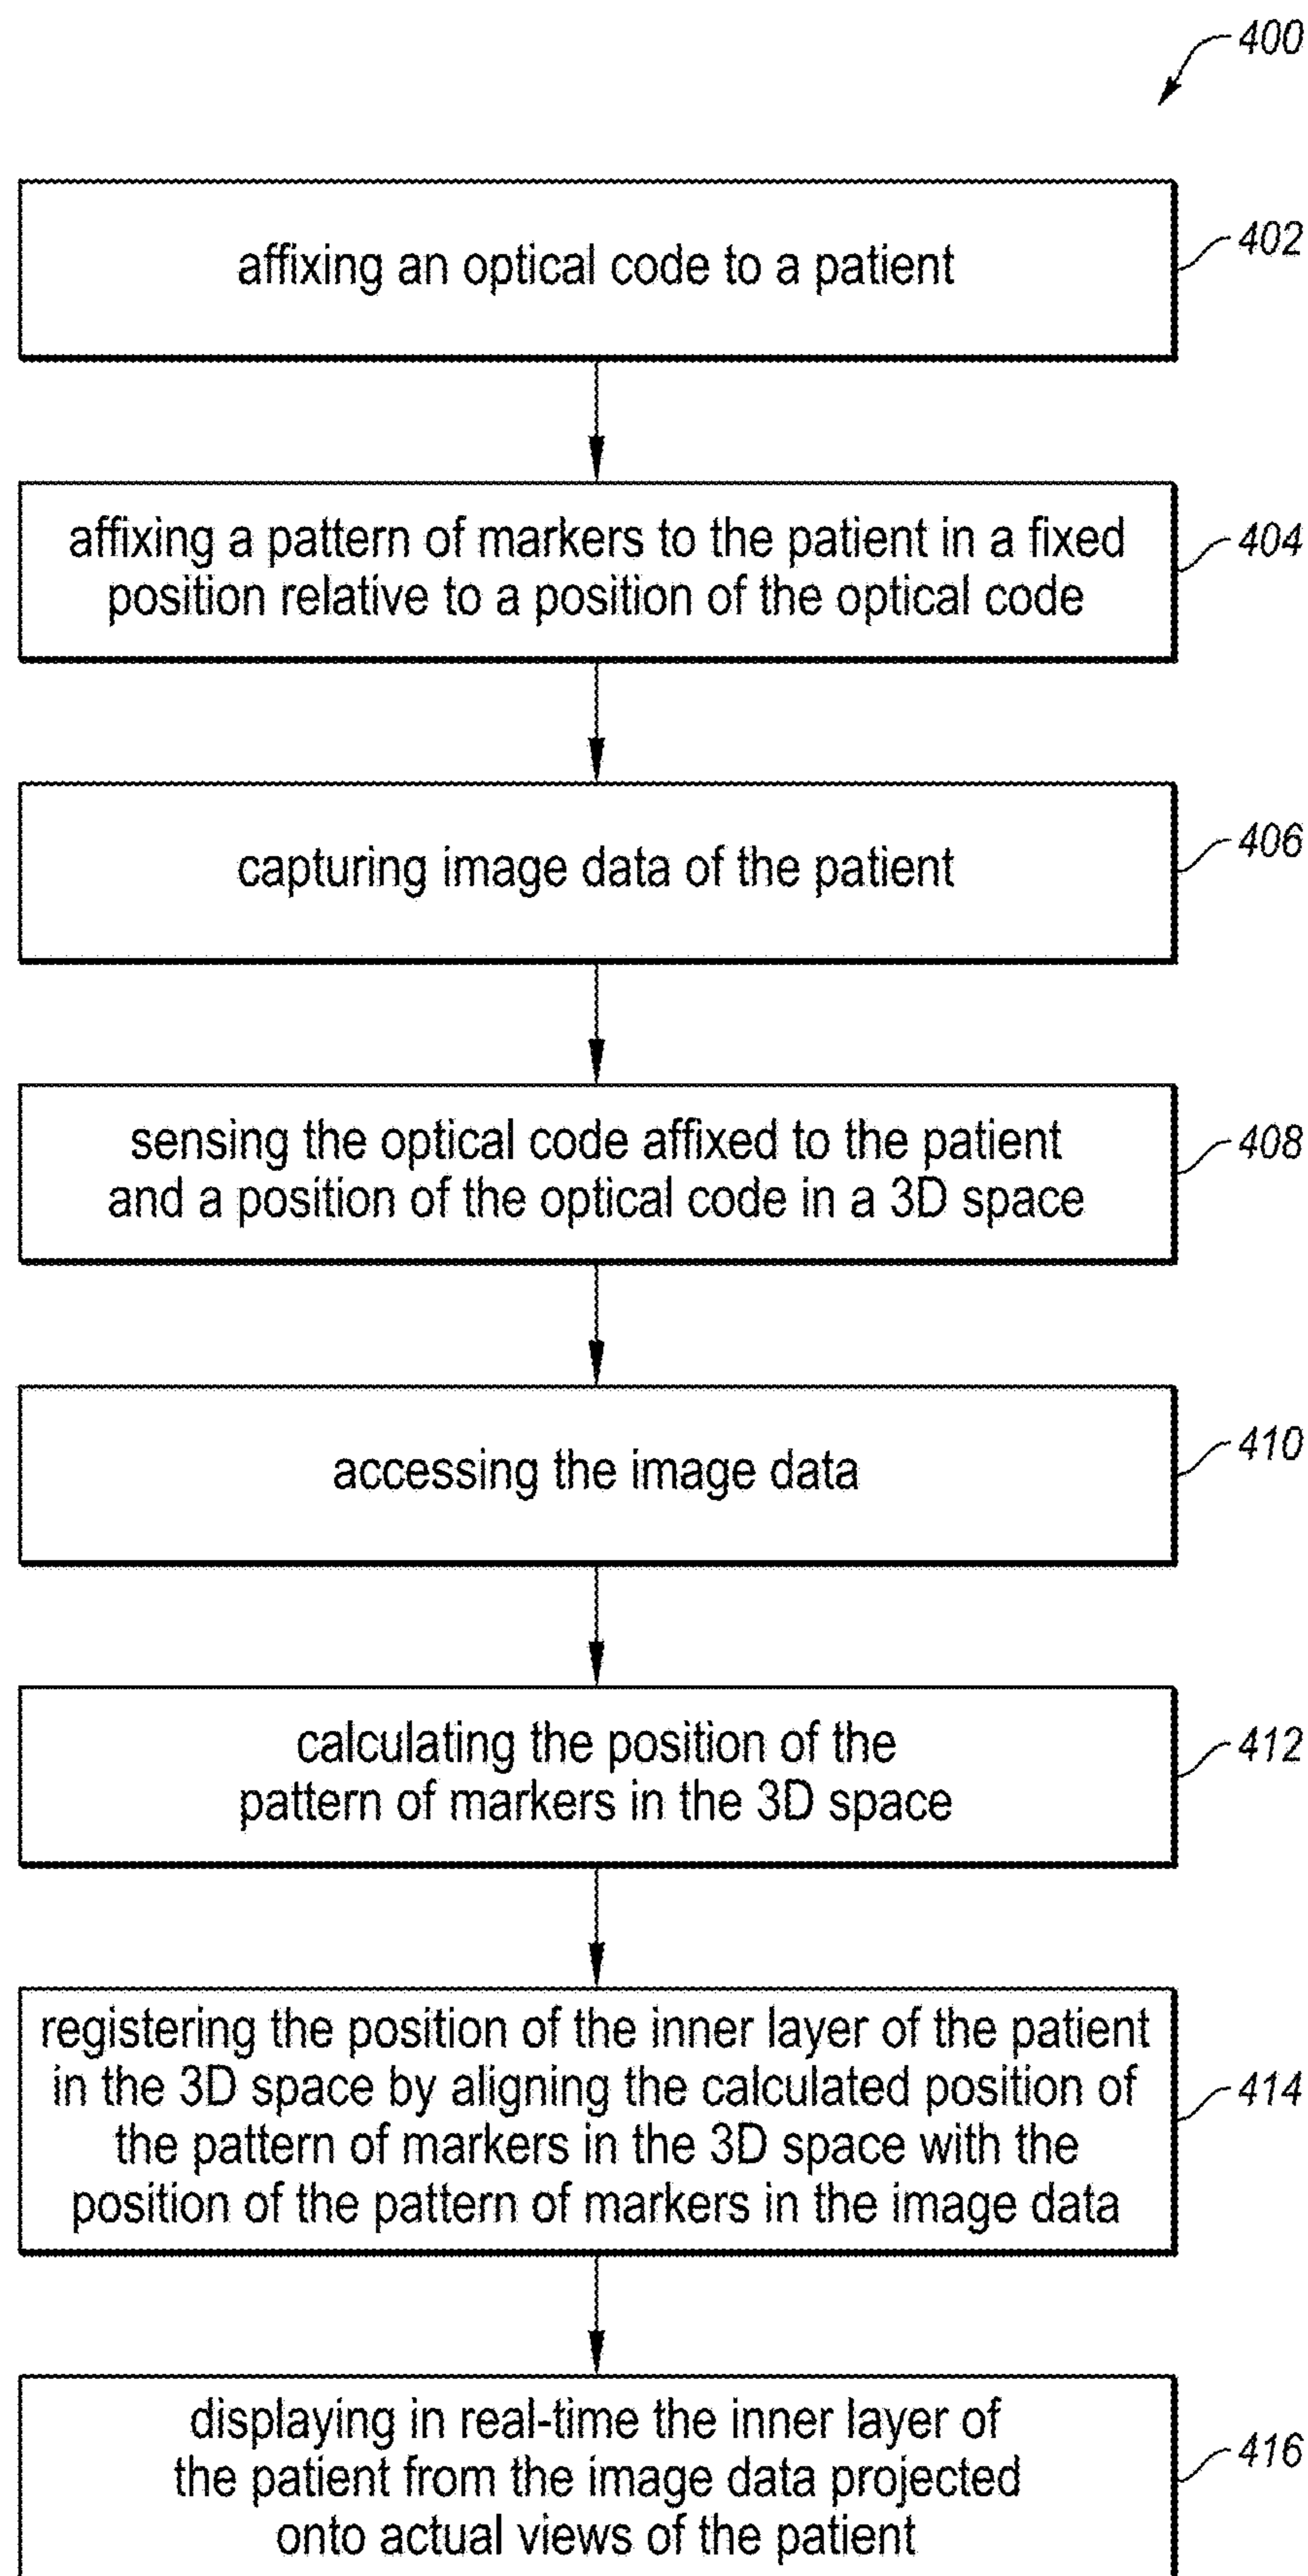 400
affixing an optical code to a patient
402
affixing a pattern of markers to the patient in a fixed
position relative to a position of the optical code
404
capturing image data of the patient
406
sensing the optical code affixed to the patient
and a position of the optical code in a 3D space
408
accessing the image data
410
calculating the position of the
pattern of markers in the 3D space
412
registering the position of the inner layer of the patient
in the 3D space by aligning the calculated position of
the pattern of markers in the 3D space with the
position of the pattern of markers in the image data
414
displaying in real-time the inner layer of
the patient from the image data projected
onto actual views of the patient
416